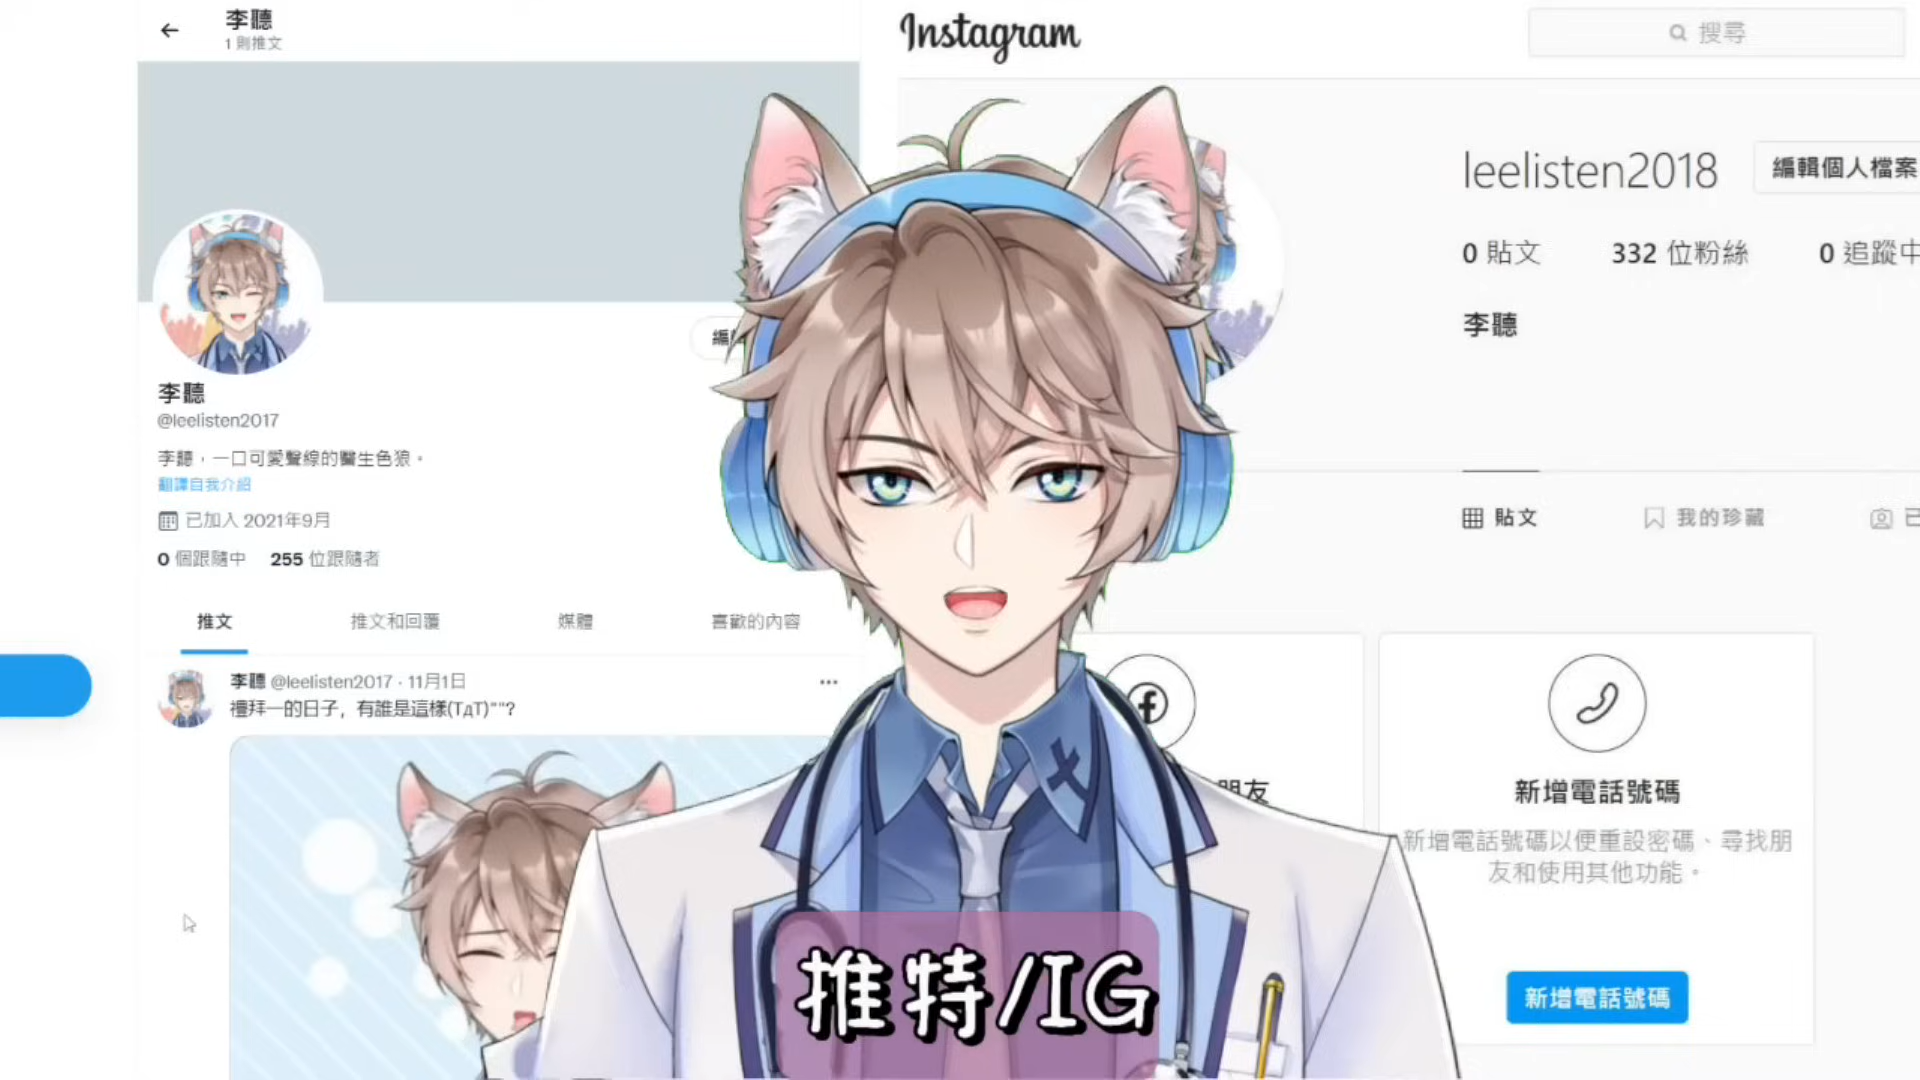 李聽
1 則推文
李聽
@leelisten2017
李聽，一口可愛聲線的醫生色狼。
翻譯自我介紹
已加入 2021年9月
0 個跟隨中 255 位跟隨者
推文 推文和回覆 媒體 喜歡的內容
李聽 @leelisten2017 · 11月1日
禮拜一的日子，有誰是這樣(TДT)""?
Instagram
搜尋
leelisten2018 編輯個人檔案
0 貼文 332 位粉絲 0 追蹤中
李聽
貼文 我的珍藏
朋友
新增電話號碼
新增電話號碼以便重設密碼、尋找朋
友和使用其他功能。
新增電話號碼
推特/IG